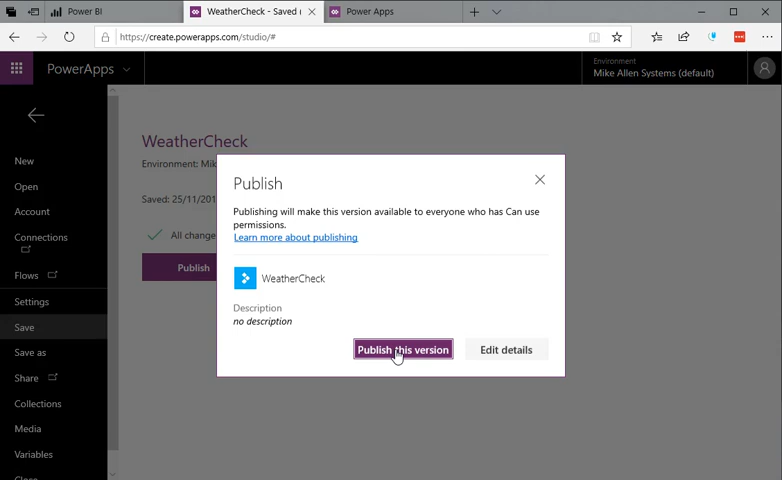 Power BI
WeatherCheck - Saved (
Power Apps
https://create.powerapps.com/studio/#
PowerApps
Environment
Mike Allen Systems (default)
New
Open
Account
Connections
Flows
Settings
Save
Save as
Share
Collections
Media
Variables
Close
WeatherCheck
Environment: Mik
Saved: 25/11/201
All change
Publish
Publish
Publishing will make this version available to everyone who has Can use
permissions.
Learn more about publishing
WeatherCheck
Description
no description
Publish this version
Edit details